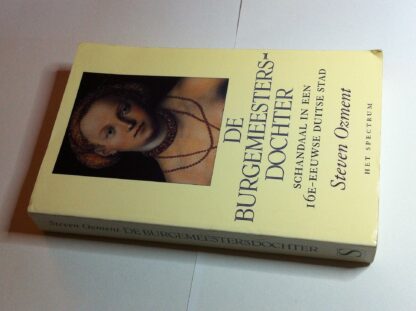 DE
BURGEMEESTERS-
DOCHTER
SCHANDAAL IN EEN
16E-EEUWSE DUITSE STAD
Steven Ozment
HET SPECTRUM
Steven Ozment DE BURGEMEESTERSDOCHTER S